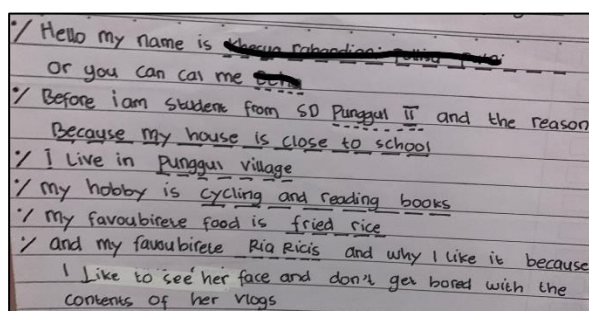 ·/ Hello my name is
Or you can cal me
·/ Before i am student from SD Punggul II and the reason
Because my house is close to school
·/ I Live in Punggul village
·/ my hobby is cycling and reading books
·/ my favoubirete food is fried rice
·/ and my favoubirete Ria Ricis and why I like it because
I Like to see her face and don't get bored with the
contents of her vlogs